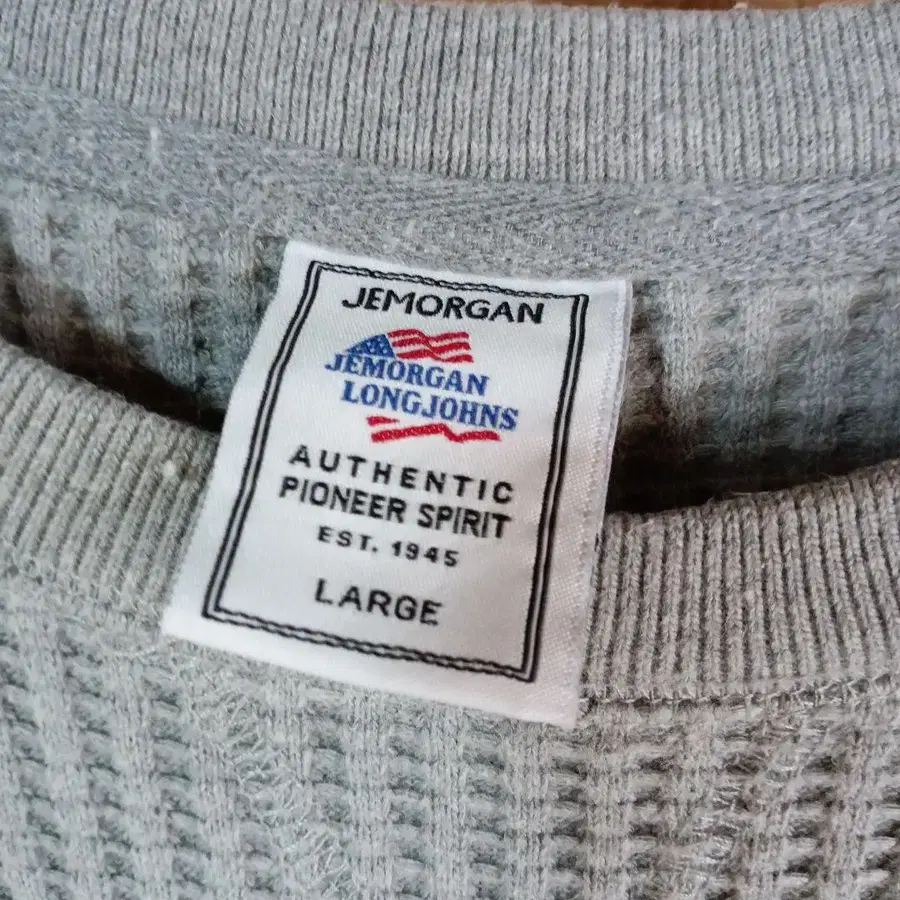 JEMORGAN
JEMORGAN
LONGJOHNS
AUTHENTIC
PIONEER SPIRIT
EST. 1945
LARGE